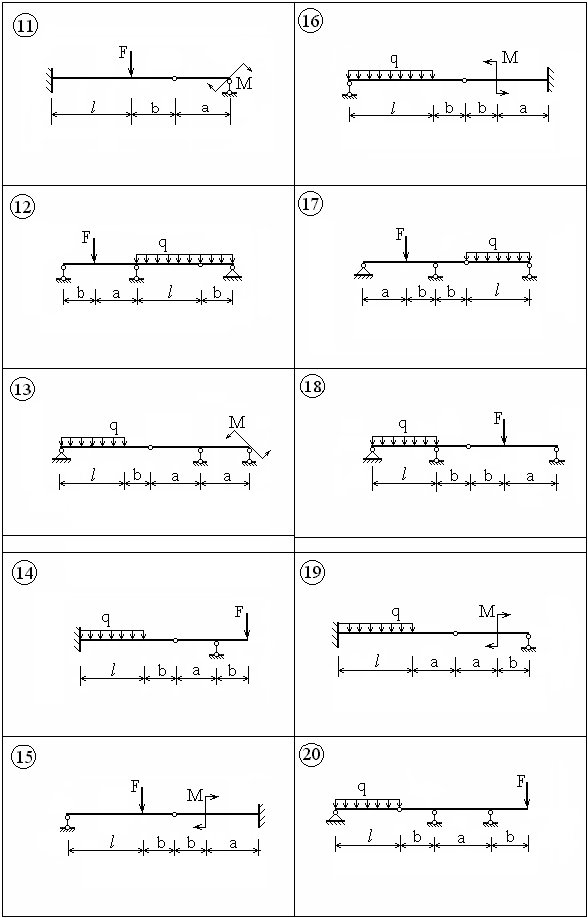 11
F
M
l b a
16
q M
l b b a
12
F q
b a l b
17
F q
a b b l
13
q M
l b a a
18
q F
l b b a
14
q F
l b a b
19
q M
l a a b
15
F M
l b b a
20
q F
l b a b